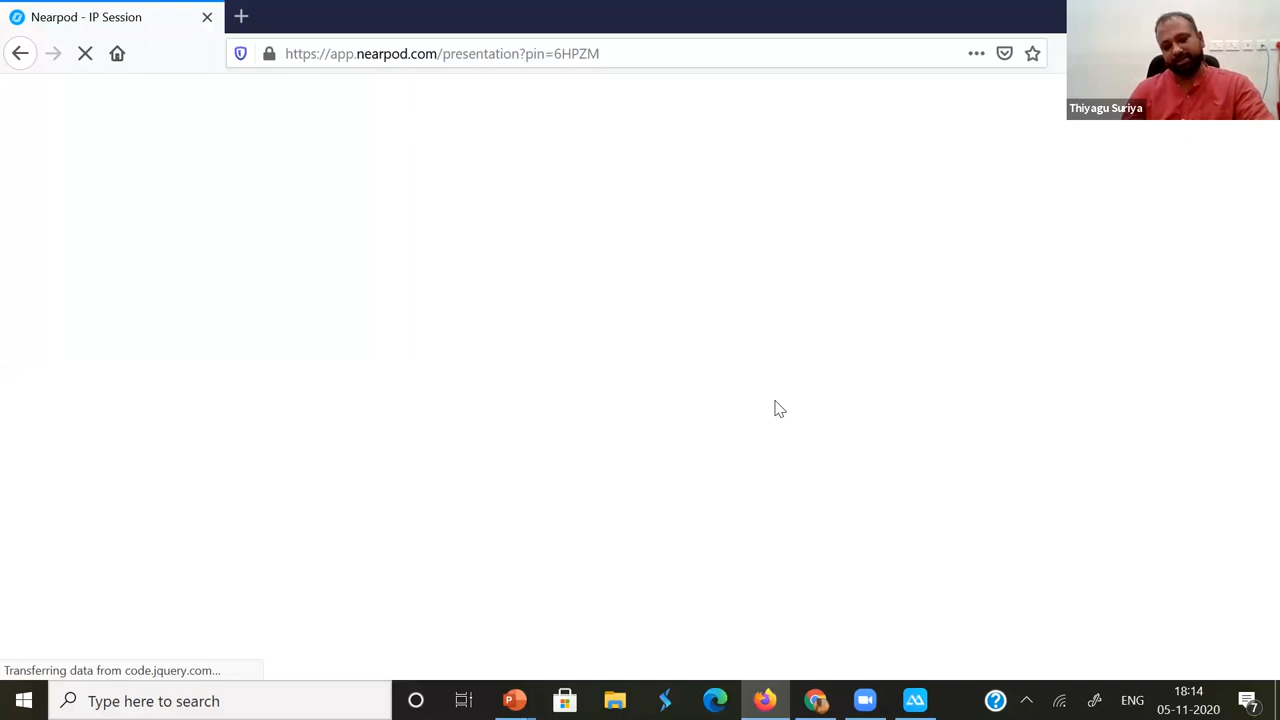 Nearpod - IP Session
https://app.nearpod.com/presentation?pin=6HPZM
Thiyagu Suriya
Transferring data from code.jquery.com...
Type here to search
ENG
18:14
05-11-2020
7